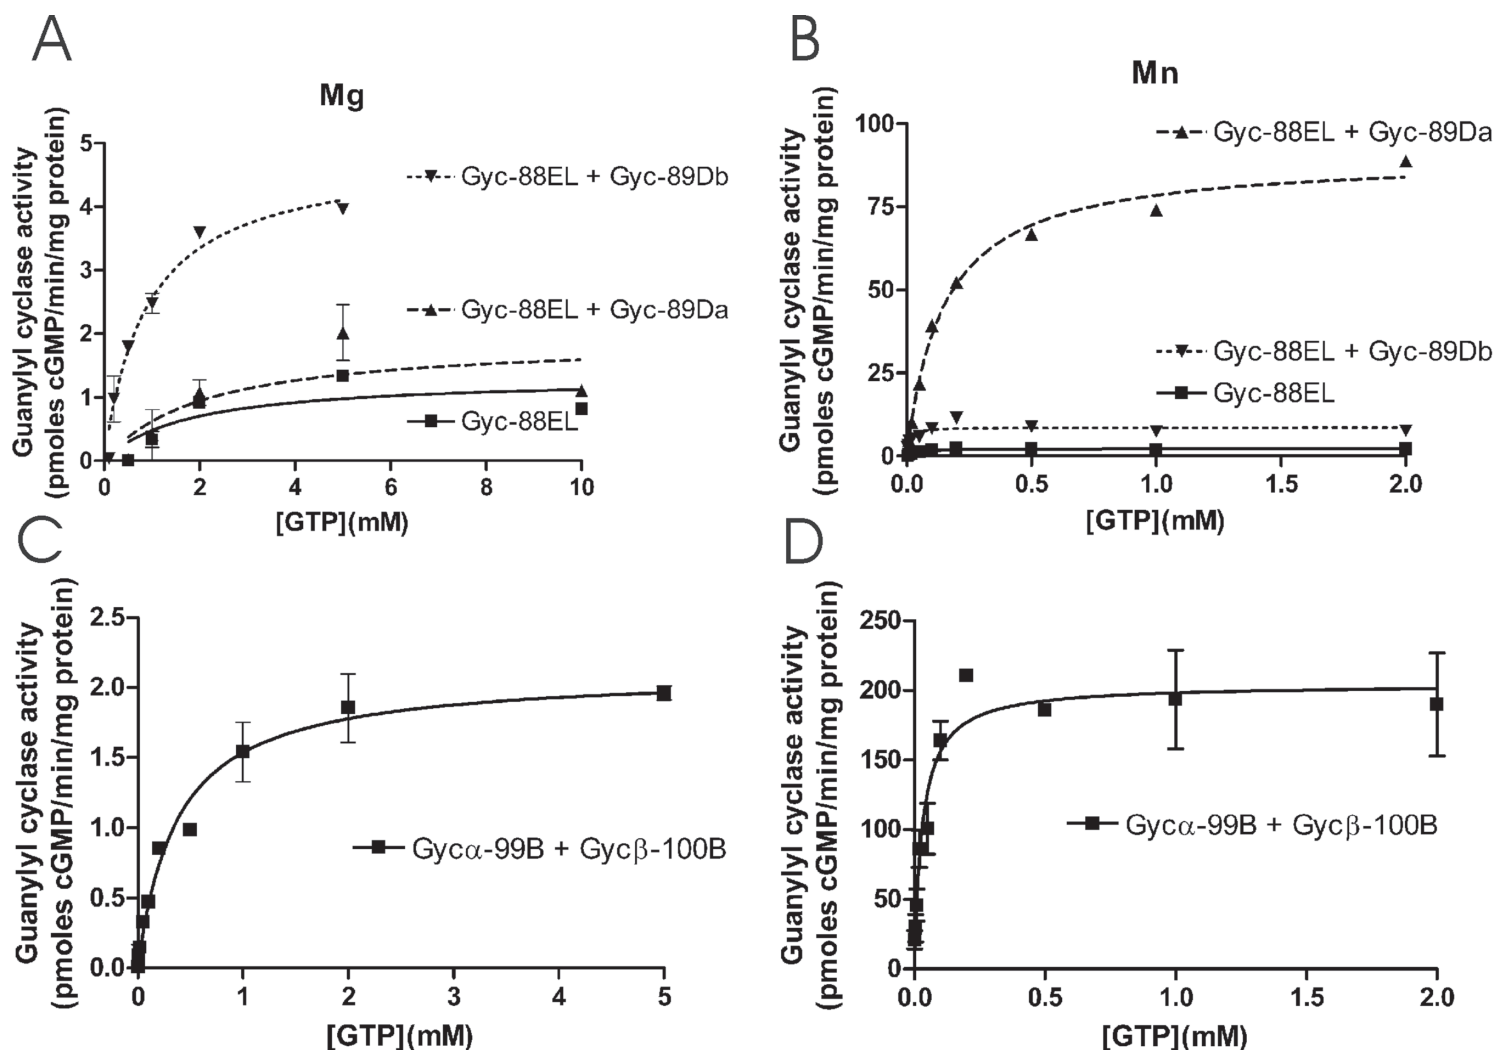 A
Mg
Guanylyl cyclase activity
(pmoles cGMP/min/mg protein)
5
4
3
2
1
0
0
2
4
6
8
10
[GTP](mM)
Gyc-88EL + Gyc-89Db
Gyc-88EL + Gyc-89Da
Gyc-88EL
B
Mn
Guanylyl cyclase activity
(pmoles cGMP/min/mg protein)
100
75
50
25
0
0.0
0.5
1.0
1.5
2.0
[GTP](mM)
Gyc-88EL + Gyc-89Da
Gyc-88EL + Gyc-89Db
Gyc-88EL
C
Guanylyl cyclase activity
(pmoles cGMP/min/mg protein)
2.5
2.0
1.5
1.0
0.5
0.0
0
1
2
3
4
5
[GTP](mM)
Gycα-99B + Gycβ-100B
D
Guanylyl cyclase activity
(pmoles cGMP/min/mg protein)
250
200
150
100
50
0
0.0
0.5
1.0
1.5
2.0
[GTP](mM)
Gycα-99B + Gycβ-100B